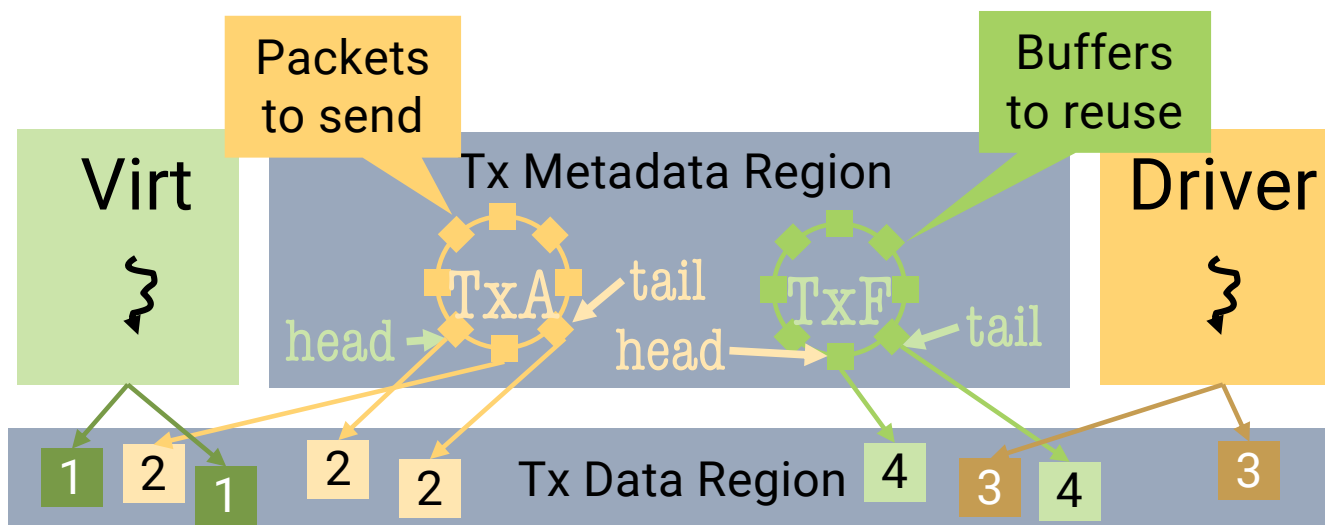 Packets
to send
Buffers
to reuse
Virt
Tx Metadata Region
Driver
TxA
tail
TxF
head
head
tail
1
2
1
2
2
Tx Data Region
4
3
4
3